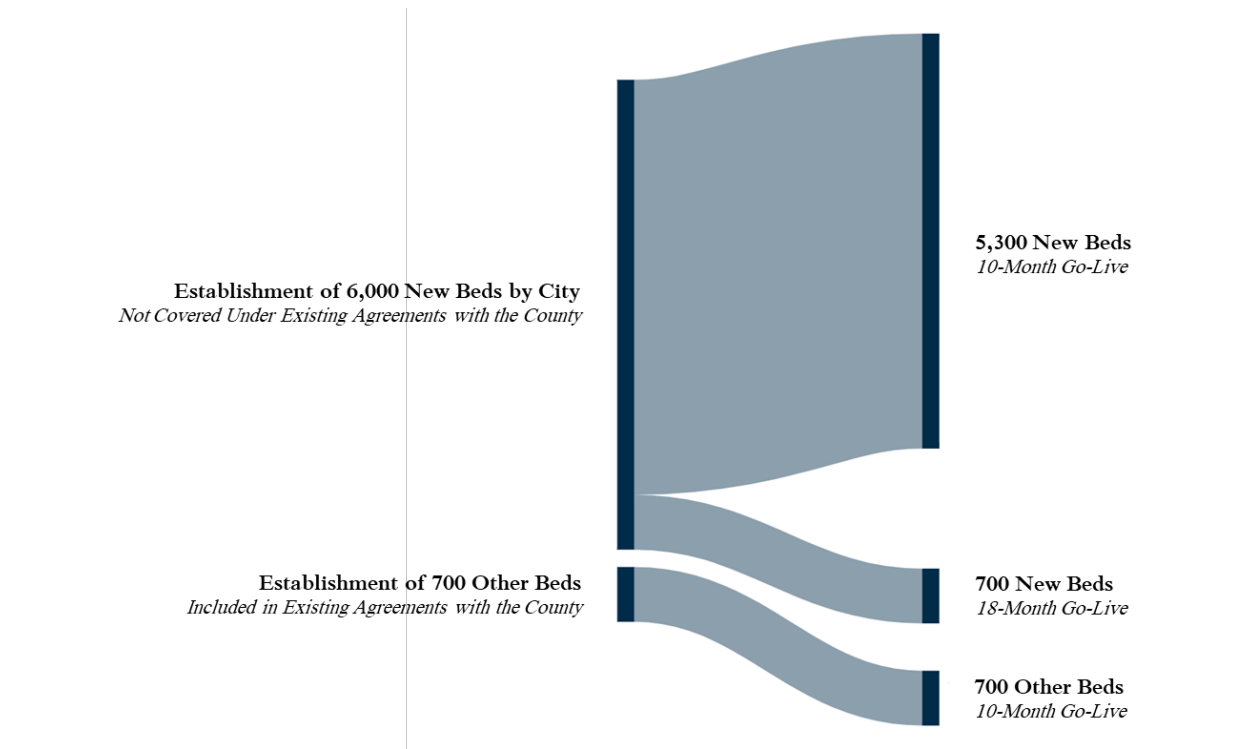 Establishment of 6,000 New Beds by City
Not Covered Under Existing Agreements with the County
Establishment of 700 Other Beds
Included in Existing Agreements with the County
5,300 New Beds
10-Month Go-Live
700 New Beds
18-Month Go-Live
700 Other Beds
10-Month Go-Live